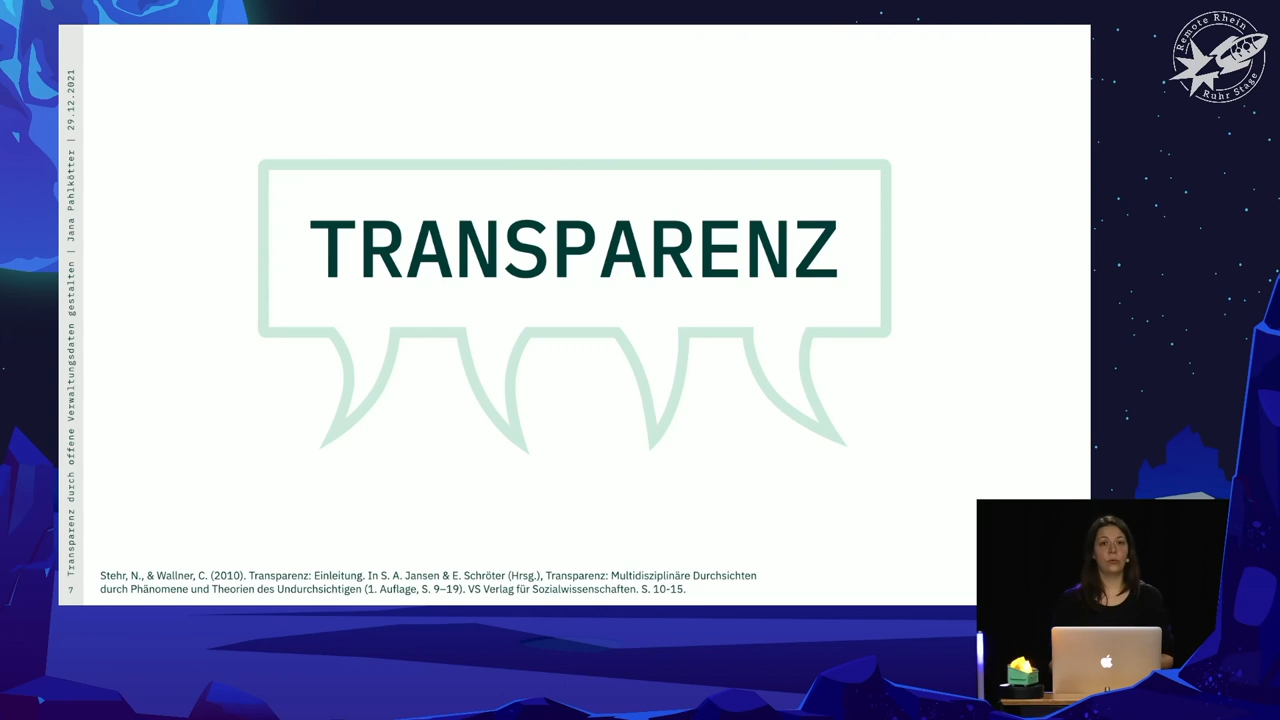 Remote Rhein
Ruhr Stage
Transparenz durch offene Verwaltungsdaten gestalten | Jana Pahlkötter | 29.12.2021
TRANSPARENZ
Stehr, N., & Wallner, C. (2010). Transparenz: Einleitung. In S. A. Jansen & E. Schröter (Hrsg.), Transparenz: Multidisziplinäre Durchsichten
durch Phänomene und Theorien des Undurchsichtigen (1. Auflage, S. 9–19). VS Verlag für Sozialwissenschaften. S. 10-15.
7